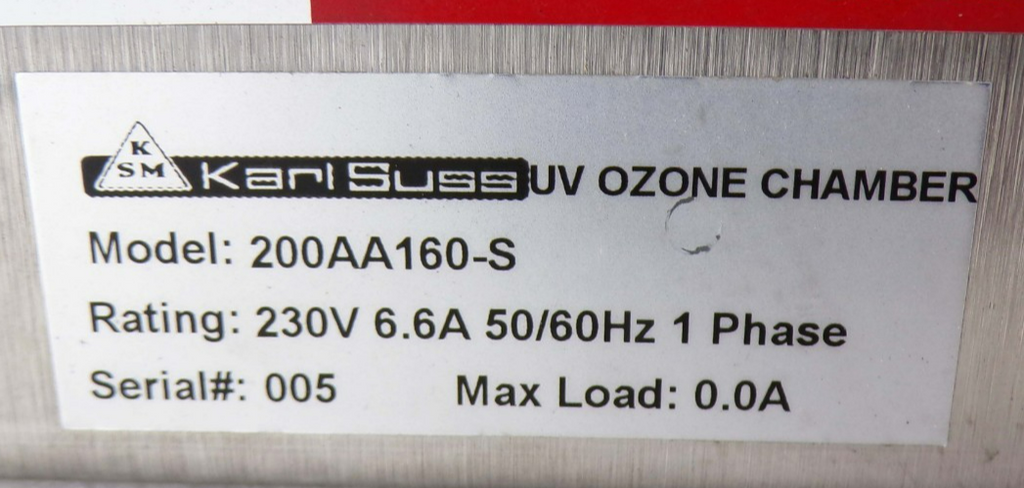 K
SM Karl Suss UV OZONE CHAMBER
Model: 200AA160-S
Rating: 230V 6.6A 50/60Hz 1 Phase
Serial#: 005 Max Load: 0.0A